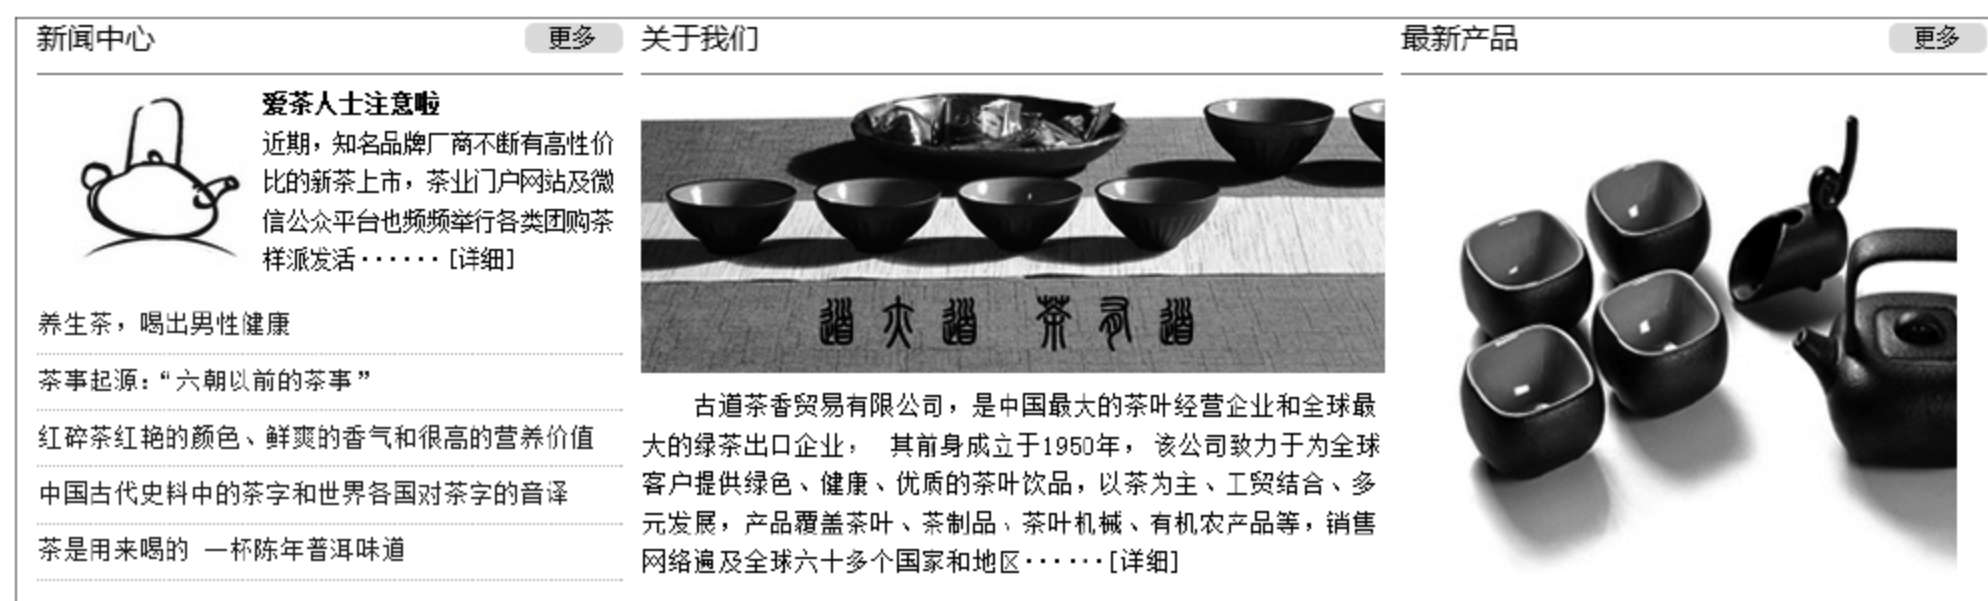 新闻中心
更多
爱茶人士注意啦
近期，知名品牌厂商不断有高性价
比的新茶上市，茶业门户网站及微
信公众平台也频频举行各类团购茶
样派发活······[详细]
养生茶，喝出男性健康
茶事起源：“六朝以前的茶事”
红碎茶红艳的颜色、鲜爽的香气和很高的营养价值
中国古代史料中的茶字和世界各国对茶字的音译
茶是用来喝的 一杯陈年普洱味道
关于我们
古道茶香贸易有限公司，是中国最大的茶叶经营企业和全球最
大的绿茶出口企业， 其前身成立于1950年，该公司致力于为全球
客户提供绿色、健康、优质的茶叶饮品，以茶为主、工贸结合、多
元发展，产品覆盖茶叶、茶制品、茶叶机械、有机农产品等，销售
网络遍及全球六十多个国家和地区······[详细]
最新产品
更多